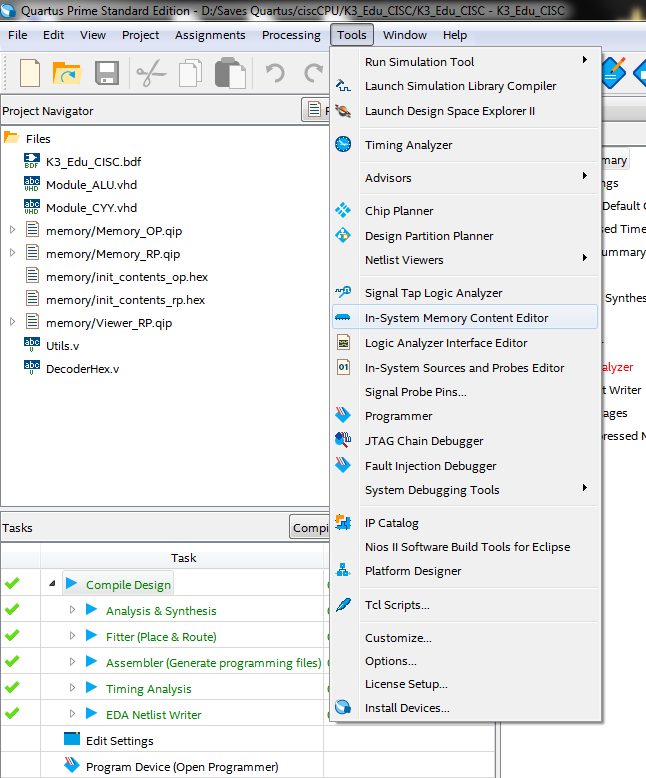 Quartus Prime Standard Edition - D:/Saves Quartus/ciscCPU/K3_Edu_CISC/K3_Edu_CISC - K3_Edu_CISC
File Edit View Project Assignments Processing Tools Window Help
Project Navigator
Files
K3_Edu_CISC.bdf
Module_ALU.vhd
Module_CYY.vhd
memory/Memory_OP.qip
memory/Memory_RP.qip
memory/init_contents_op.hex
memory/init_contents_rp.hex
memory/Viewer_RP.qip
Utils.v
DecoderHex.v
Run Simulation Tool
Launch Simulation Library Compiler
Launch Design Space Explorer II
Timing Analyzer
Advisors
Chip Planner
Design Partition Planner
Netlist Viewers
Signal Tap Logic Analyzer
In-System Memory Content Editor
Logic Analyzer Interface Editor
In-System Sources and Probes Editor
Signal Probe Pins...
Programmer
JTAG Chain Debugger
Fault Injection Debugger
System Debugging Tools
IP Catalog
Nios II Software Build Tools for Eclipse
Platform Designer
Tcl Scripts...
Customize...
Options...
License Setup...
Install Devices...
mmary
ngs
Default
sed Time
ummary
Synthes
alyzer
t Writer
ages
pressed
Tasks
Compi
Task
Compile Design
Analysis & Synthesis
Fitter (Place & Route)
Assembler (Generate programming files)
Timing Analysis
EDA Netlist Writer
Edit Settings
Program Device (Open Programmer)